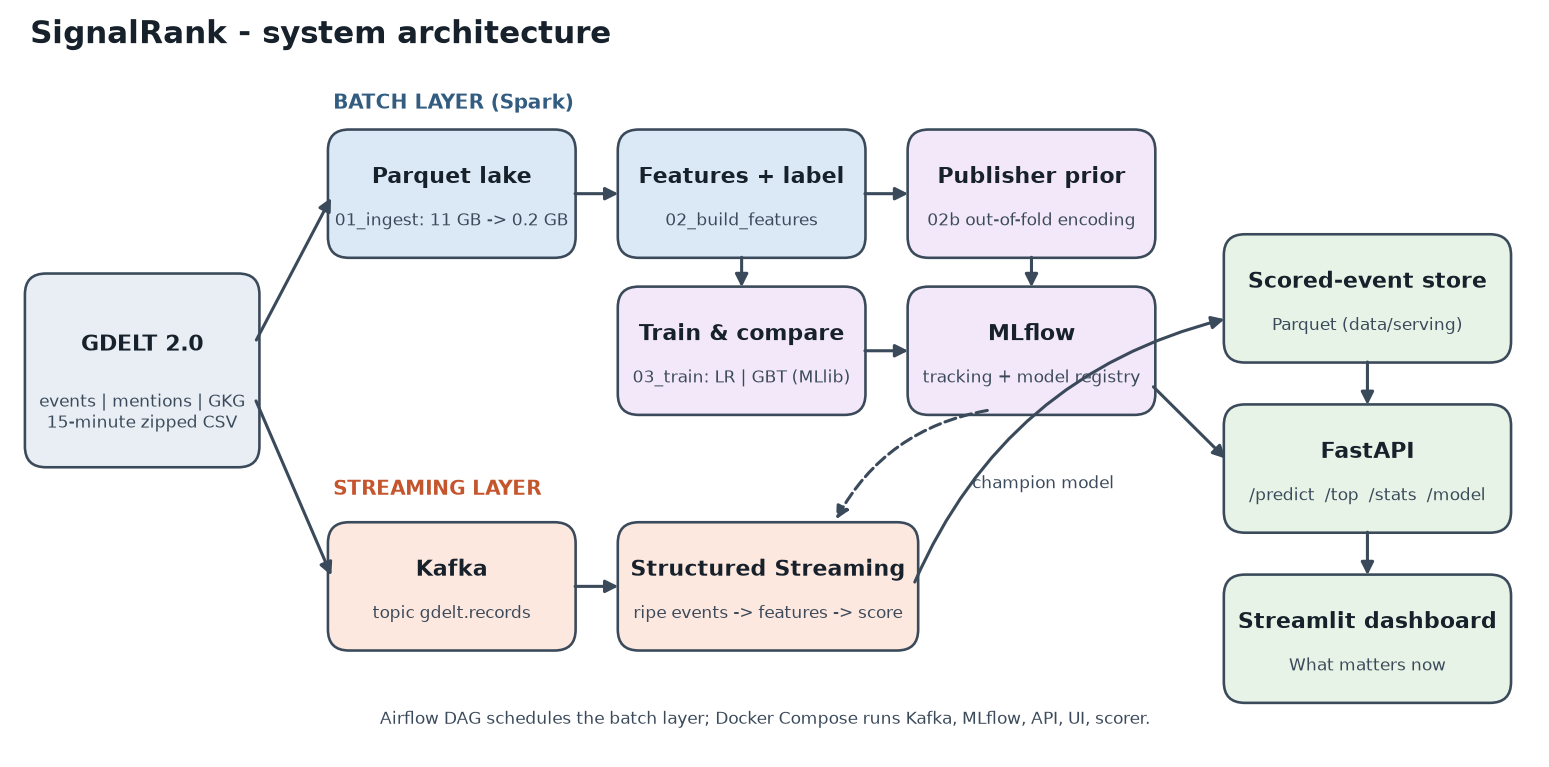 SignalRank - system architecture
BATCH LAYER (Spark)
Parquet lake
01_ingest: 11 GB -> 0.2 GB
Features + label
02_build_features
Publisher prior
02b out-of-fold encoding
GDELT 2.0
events | mentions | GKG
15-minute zipped CSV
Train & compare
03_train: LR | GBT (MLlib)
MLflow
tracking + model registry
Scored-event store
Parquet (data/serving)
FastAPI
/predict /top /stats /model
champion model
STREAMING LAYER
Kafka
topic gdelt.records
Structured Streaming
ripe events -> features -> score
Streamlit dashboard
What matters now
Airflow DAG schedules the batch layer; Docker Compose runs Kafka, MLflow, API, UI, scorer.